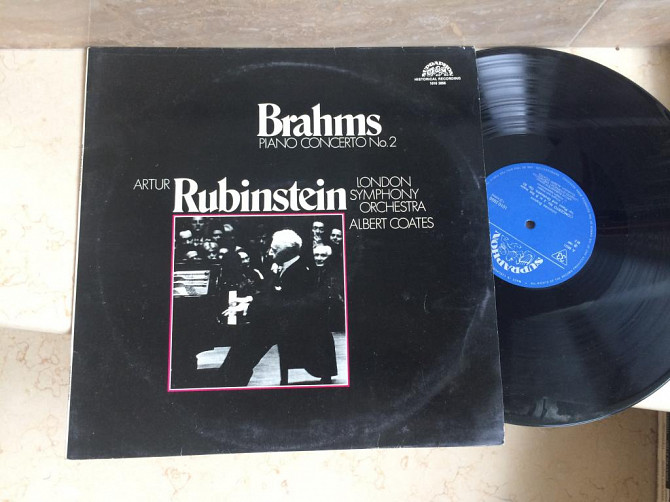 SUPRAPHON
HISTORICAL RECORDING
Brahms
PIANO CONCERTO No.2
ARTUR Rubinstein LONDON
SYMPHONY
ORCHESTRA
ALBERT COATES
SUPRAPHON